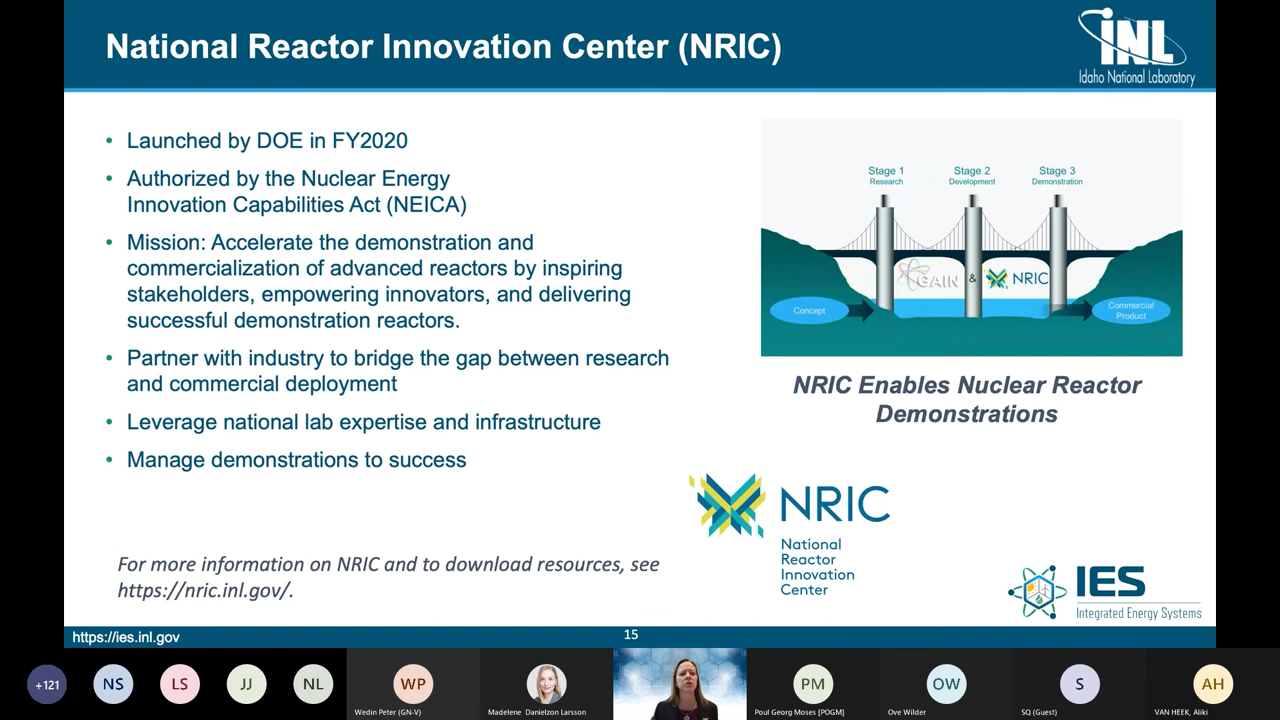 National Reactor Innovation Center (NRIC)
INL
Idaho National Laboratory
• Launched by DOE in FY2020
• Authorized by the Nuclear Energy
Innovation Capabilities Act (NEICA)
• Mission: Accelerate the demonstration and
commercialization of advanced reactors by inspiring
stakeholders, empowering innovators, and delivering
successful demonstration reactors.
• Partner with industry to bridge the gap between research
and commercial deployment
• Leverage national lab expertise and infrastructure
• Manage demonstrations to success
For more information on NRIC and to download resources, see
https://nric.inl.gov/.
Stage 1 Stage 2 Stage 3
Research Development Demonstration
GAIN & NRIC
Concept Commercial
Product
NRIC Enables Nuclear Reactor
Demonstrations
NRIC
National
Reactor
Innovation
Center
IES
Integrated Energy Systems
https://ies.inl.gov 15
+121 NS LS JJ NL WP PM OW S AH
Wedin Peter (GN-V) Madelene Danielzon Larsson Poul Georg Moses [POGM] Ove Wilder SQ (Guest) VAN HEEK, Aliki